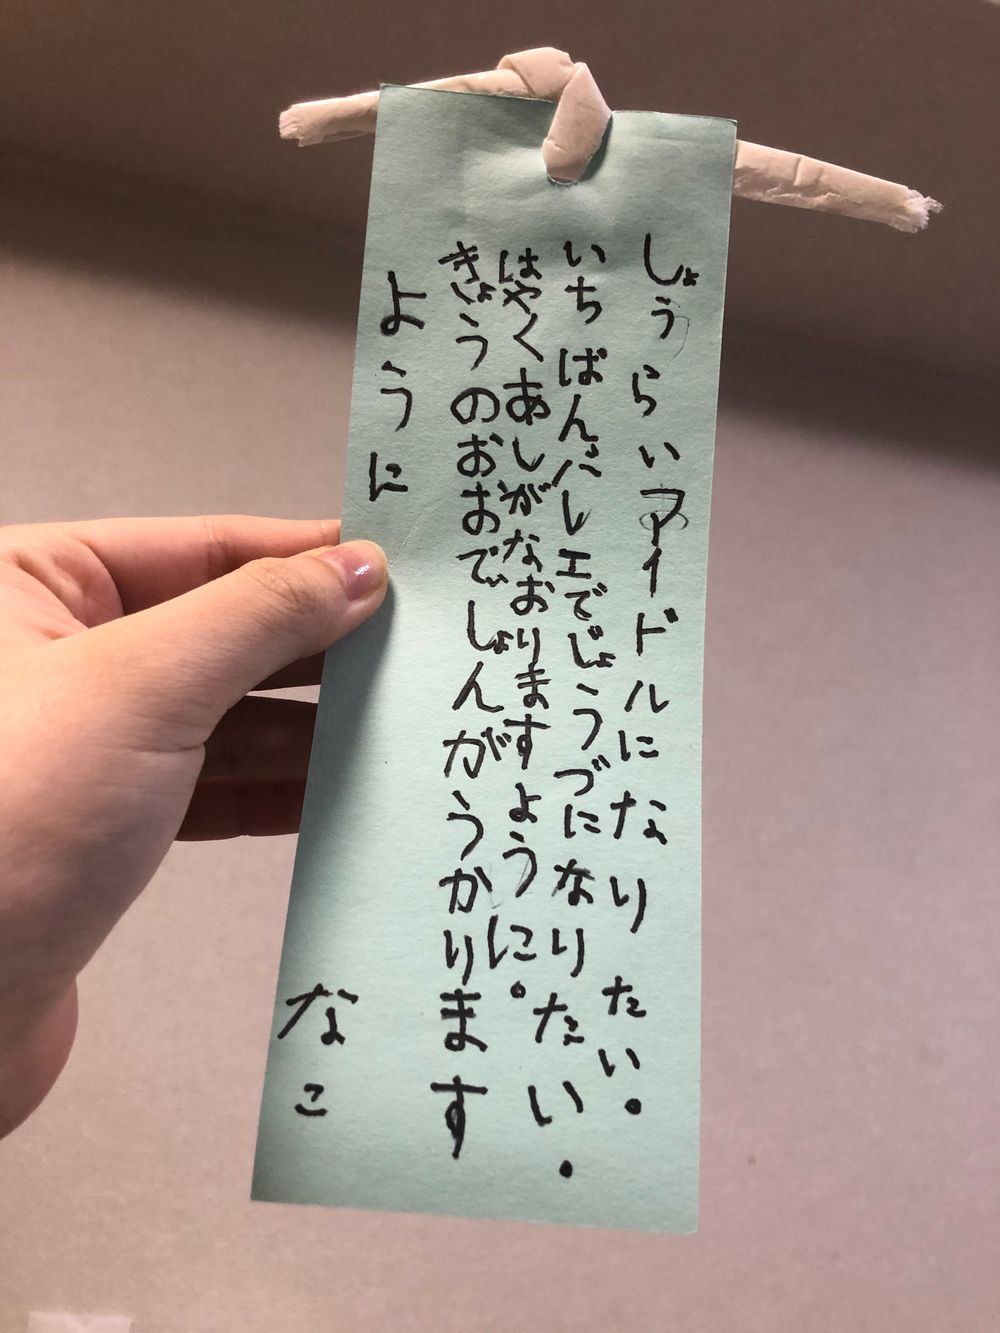 しょうらいアイドルになりたい。
いちばんバレエでじょうづになりたい。
はやくあしがなおりますように。
きょうのおおでしょんがうかります
ように
なこ